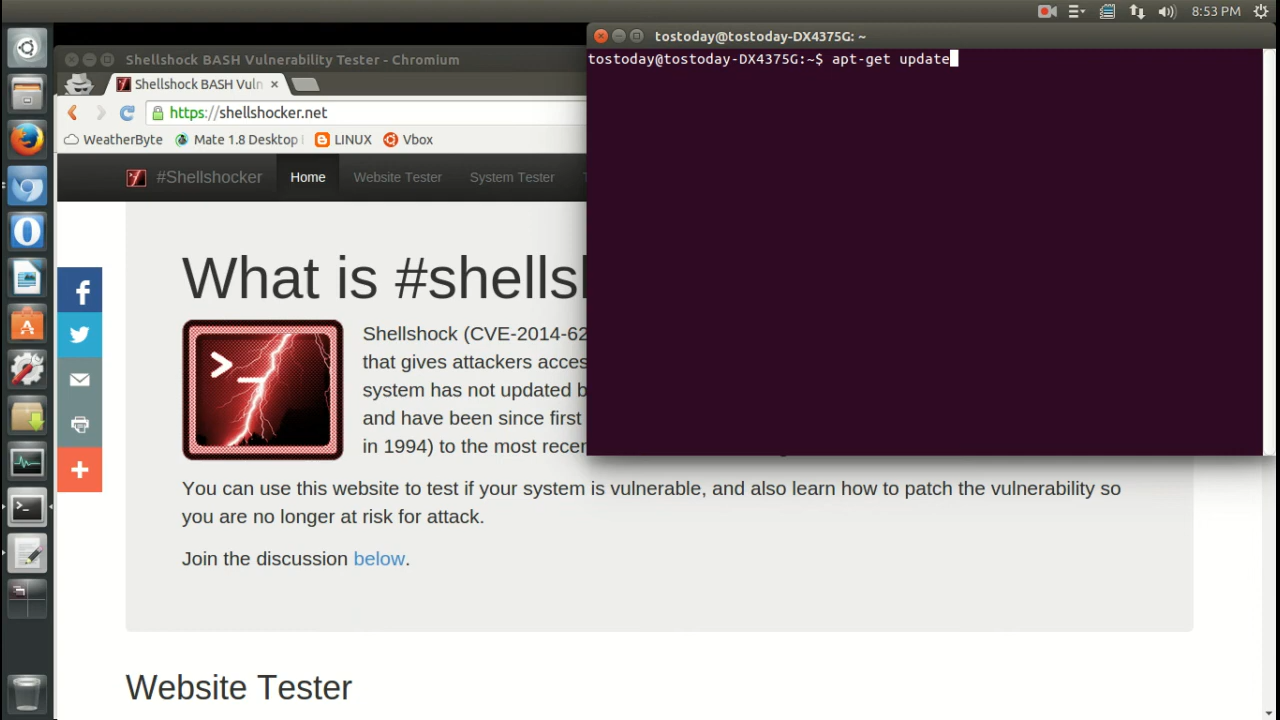 8:53 PM
Shellshock BASH Vulnerability Tester - Chromium
Shellshock BASH Vuln
https://shellshocker.net
WeatherByte Mate 1.8 Desktop LINUX Vbox
#Shellshocker Home Website Tester System Tester
tostoday@tostoday-DX4375G: ~
tostoday@tostoday-DX4375G:~$ apt-get update
What is #shells
Shellshock (CVE-2014-62
that gives attackers acces
system has not updated b
and have been since first
in 1994) to the most recen
You can use this website to test if your system is vulnerable, and also learn how to patch the vulnerability so
you are no longer at risk for attack.
Join the discussion below.
Website Tester